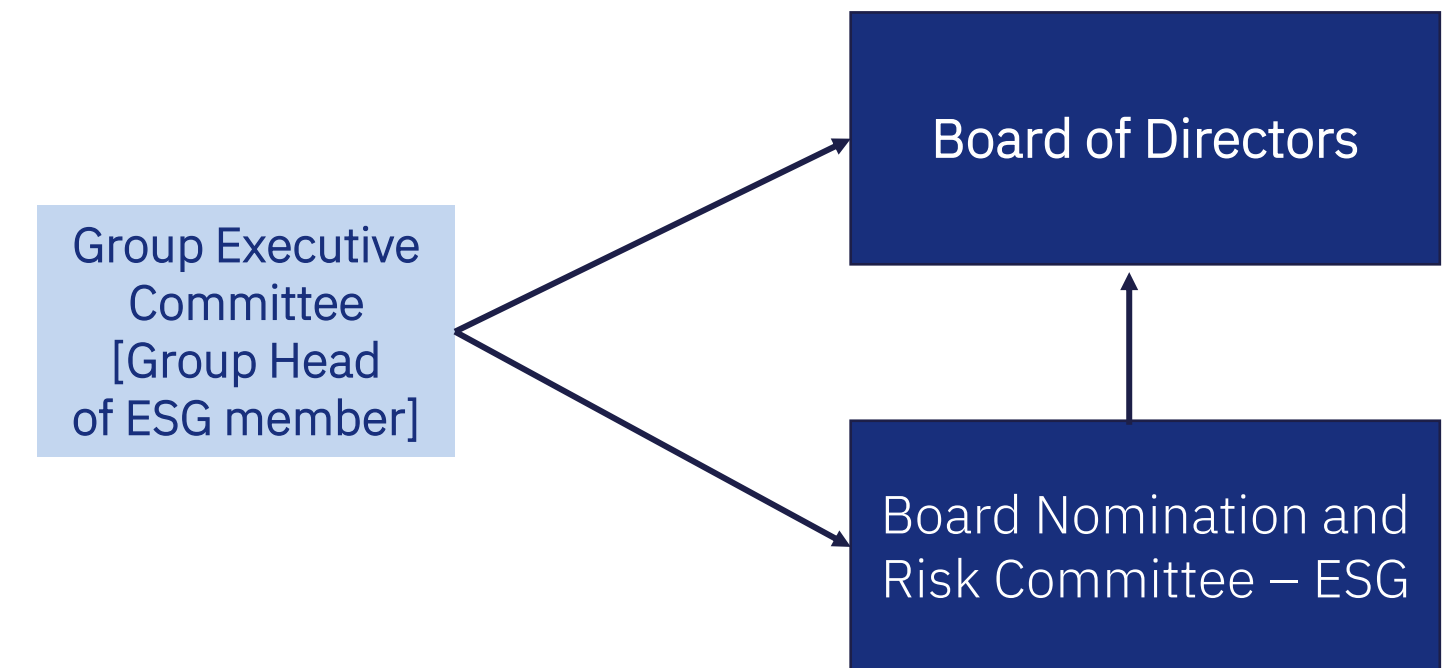 Board of Directors
Group Executive
Committee
[Group Head
of ESG member]
Board Nomination and
Risk Committee – ESG